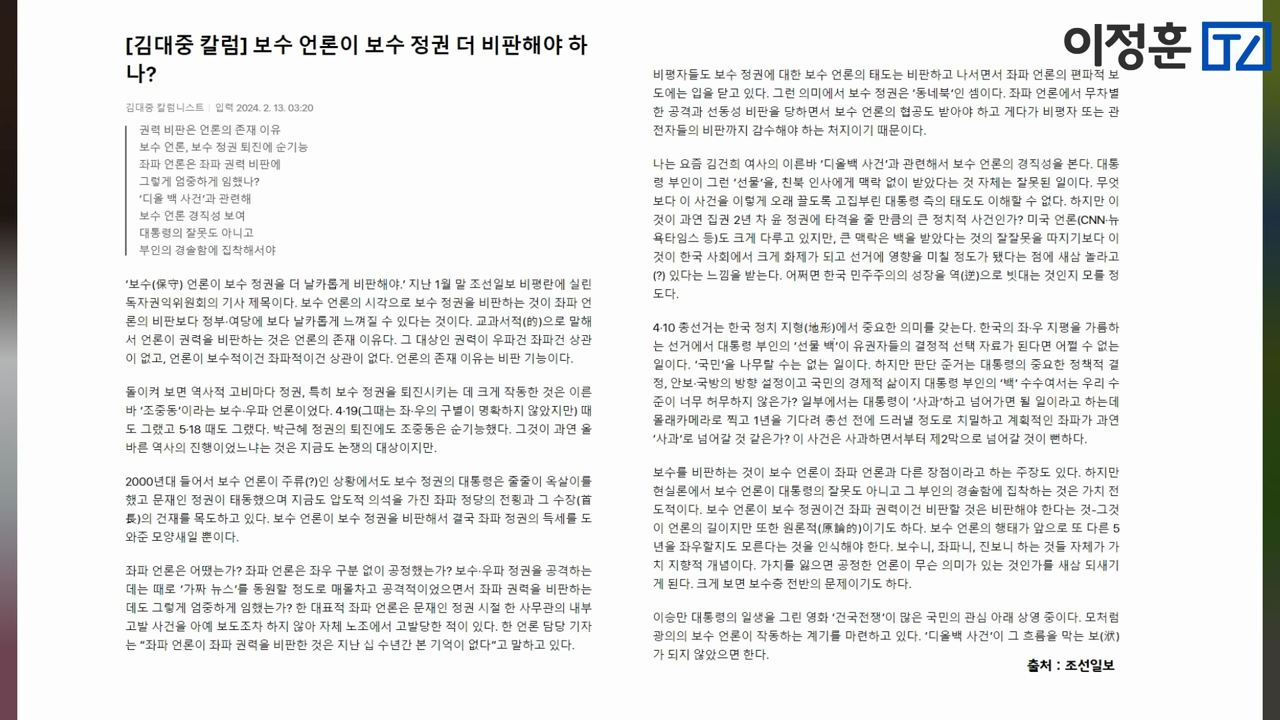 [김대중 칼럼] 보수 언론이 보수 정권 더 비판해야 하
나?
김대중 칼럼니스트 | 입력 2024. 2. 13. 03:20
권력 비판은 언론의 존재 이유
보수 언론, 보수 정권 퇴진에 순기능
좌파 언론은 좌파 권력 비판에
그렇게 엄중하게 임했나?
‘디올 백 사건’과 관련해
보수 언론 경직성 보여
대통령의 잘못도 아니고
부인의 경솔함에 집착해서야
‘보수(保守) 언론이 보수 정권을 더 날카롭게 비판해야.’ 지난 1월 말 조선일보 비평란에 실린
독자권익위원회의 기사 제목이다. 보수 언론의 시각으로 보수 정권을 비판하는 것이 좌파 언
론의 비판보다 정부·여당에 보다 날카롭게 느껴질 수 있다는 것이다. 교과서적(的)으로 말해
서 언론이 권력을 비판하는 것은 언론의 존재 이유다. 그 대상인 권력이 우파건 좌파건 상관
이 없고, 언론이 보수적이건 좌파적이건 상관이 없다. 언론의 존재 이유는 비판 기능이다.
돌이켜 보면 역사적 고비마다 정권, 특히 보수 정권을 퇴진시키는 데 크게 작동한 것은 이른
바 ‘조중동’이라는 보수·우파 언론이었다. 4·19(그때는 좌·우의 구별이 명확하지 않았지만) 때
도 그랬고 5·18 때도 그랬다. 박근혜 정권의 퇴진에도 조중동은 순기능했다. 그것이 과연 올
바른 역사의 진행이었느냐는 것은 지금도 논쟁의 대상이지만.
2000년대 들어서 보수 언론이 주류(?)인 상황에서도 보수 정권의 대통령은 줄줄이 옥살이를
했고 문재인 정권이 태동했으며 지금도 압도적 의석을 가진 좌파 정당의 전횡과 그 수장(首
長)의 건재를 목도하고 있다. 보수 언론이 보수 정권을 비판해서 결국 좌파 정권의 득세를 도
와준 모양새일 뿐이다.
좌파 언론은 어땠는가? 좌파 언론은 좌우 구분 없이 공정했는가? 보수·우파 정권을 공격하는
데는 때로 ‘가짜 뉴스’를 동원할 정도로 매몰차고 공격적이었으면서 좌파 권력을 비판하는
데도 그렇게 엄중하게 임했는가? 한 대표적 좌파 언론은 문재인 정권 시절 한 사무관의 내부
고발 사건을 아예 보도조차 하지 않아 자체 노조에서 고발당한 적이 있다. 한 언론 담당 기자
는 “좌파 언론이 좌파 권력을 비판한 것은 지난 십 수년간 본 기억이 없다”고 말하고 있다.
이정훈 TV
비평자들도 보수 정권에 대한 보수 언론의 태도는 비판하고 나서면서 좌파 언론의 편파적 보
도에는 입을 닫고 있다. 그런 의미에서 보수 정권은 ‘동네북’인 셈이다. 좌파 언론에서 무차별
한 공격과 선동성 비판을 당하면서 보수 언론의 협공도 받아야 하고 게다가 비평자 또는 관
전자들의 비판까지 감수해야 하는 처지이기 때문이다.
나는 요즘 김건희 여사의 이른바 ‘디올백 사건’과 관련해서 보수 언론의 경직성을 본다. 대통
령 부인이 그런 ‘선물’을, 친북 인사에게 맥락 없이 받았다는 것 자체는 잘못된 일이다. 무엇
보다 이 사건을 이렇게 오래 끌도록 고집부린 대통령 측의 태도도 이해할 수 없다. 하지만 이
것이 과연 집권 2년 차 윤 정권에 타격을 줄 만큼의 큰 정치적 사건인가? 미국 언론(CNN·뉴
욕타임스 등)도 크게 다루고 있지만, 큰 맥락은 백을 받았다는 것의 잘잘못을 따지기보다 이
것이 한국 사회에서 크게 화제가 되고 선거에 영향을 미칠 정도가 됐다는 점에 새삼 놀라고
(?) 있다는 느낌을 받는다. 어쩌면 한국 민주주의의 성장을 역(逆)으로 빗대는 것인지 모를 정
도다.
4·10 총선거는 한국 정치 지형(地形)에서 중요한 의미를 갖는다. 한국의 좌·우 지평을 가름하
는 선거에서 대통령 부인의 ‘선물 백’이 유권자들의 결정적 선택 자료가 된다면 어쩔 수 없는
일이다. ‘국민’을 나무랄 수는 없는 일이다. 하지만 판단 준거는 대통령의 중요한 정책적 결
정, 안보·국방의 방향 설정이고 국민의 경제적 삶이지 대통령 부인의 ‘백’ 수수여서는 우리 수
준이 너무 허무하지 않은가? 일부에서는 대통령이 ‘사과’하고 넘어가면 될 일이라고 하는데
몰래카메라로 찍고 1년을 기다려 총선 전에 드러낼 정도로 치밀하고 계획적인 좌파가 과연
‘사과’로 넘어갈 것 같은가? 이 사건은 사과하면서부터 제2막으로 넘어갈 것이 뻔하다.
보수를 비판하는 것이 보수 언론이 좌파 언론과 다른 장점이라고 하는 주장도 있다. 하지만
현실론에서 보수 언론이 대통령의 잘못도 아니고 그 부인의 경솔함에 집착하는 것은 가치 전
도적이다. 보수 언론이 보수 정권이건 좌파 권력이건 비판할 것은 비판해야 한다는 것-그것
이 언론의 길이지만 또한 원론적(原論的)이기도 하다. 보수 언론의 행태가 앞으로 또 다른 5
년을 좌우할지도 모른다는 것을 인식해야 한다. 보수니, 좌파니, 진보니 하는 것들 자체가 가
치 지향적 개념이다. 가치를 잃으면 공정한 언론이 무슨 의미가 있는 것인가를 새삼 되새기
게 된다. 크게 보면 보수층 전반의 문제이기도 하다.
이승만 대통령의 일생을 그린 영화 ‘건국전쟁’이 많은 국민의 관심 아래 상영 중이다. 모처럼
광의의 보수 언론이 작동하는 계기를 마련하고 있다. ‘디올백 사건’이 그 흐름을 막는 보(洑)
가 되지 않았으면 한다.
출처 : 조선일보